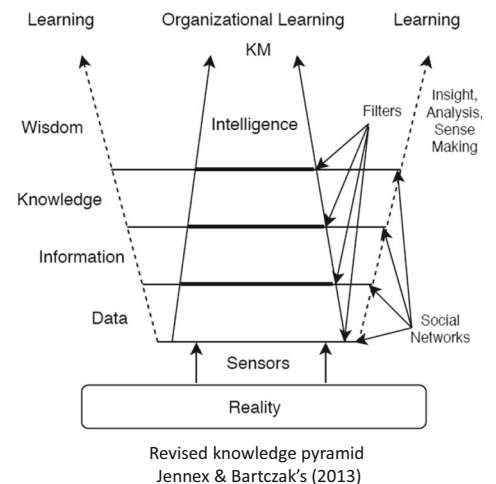 Learning
Organizational Learning
Learning
KM
Insight,
Analysis,
Sense
Making
Filters
Wisdom
Intelligence
Knowledge
Information
Data
Social
Networks
Sensors
Reality
Revised knowledge pyramid
Jennex & Bartczak's (2013)